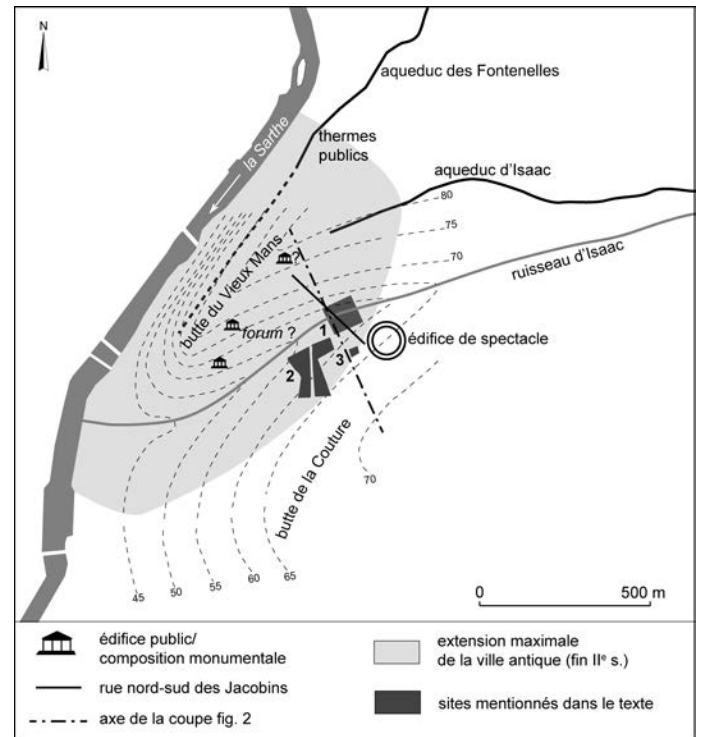 N
aqueduc des Fontenelles
la Sarthe
thermes
publics
aqueduc d'Isaac
80
75
70
ruisseau d'Isaac
butte du Vieux Mans
?
forum ?
1
édifice de spectacle
2
3
butte de la Couture
70
45
50
55
60
65
0
500 m
édifice public/
composition monumentale
rue nord-sud des Jacobins
axe de la coupe fig. 2
extension maximale
de la ville antique (fin IIe s.)
sites mentionnés dans le texte